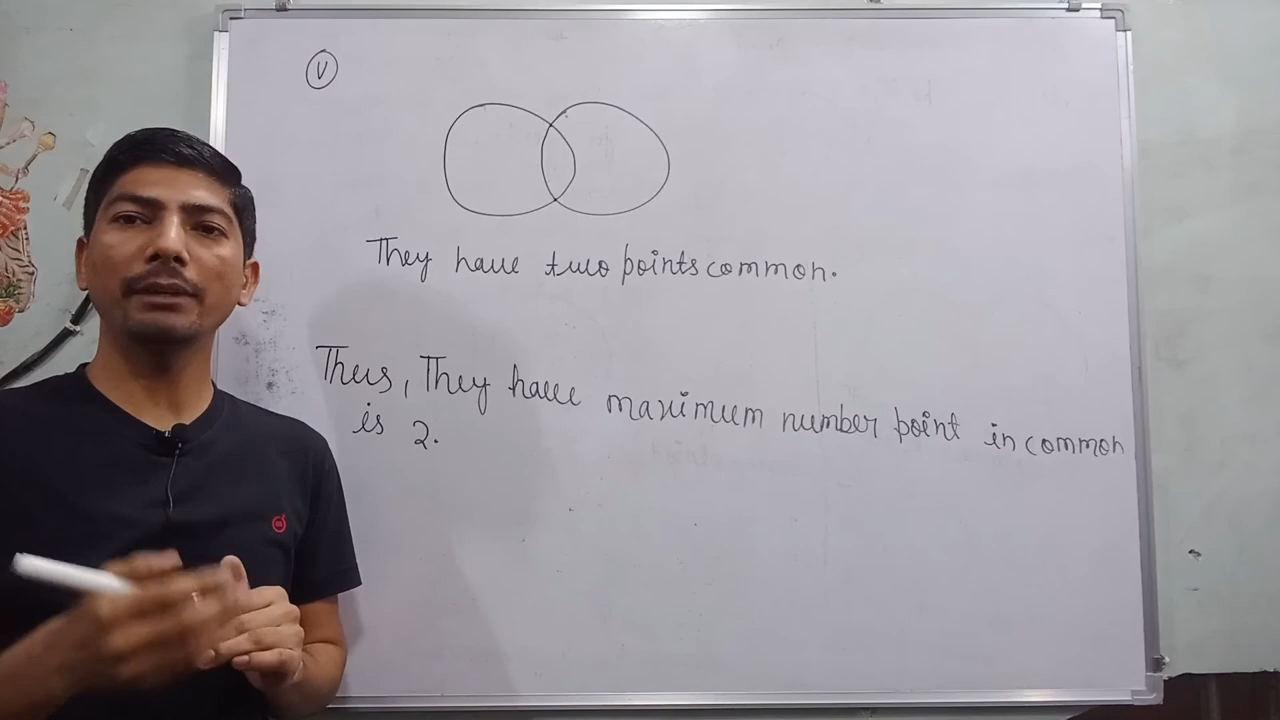 V
They have two points common.
Thus, They have maximum number point in common
is 2.